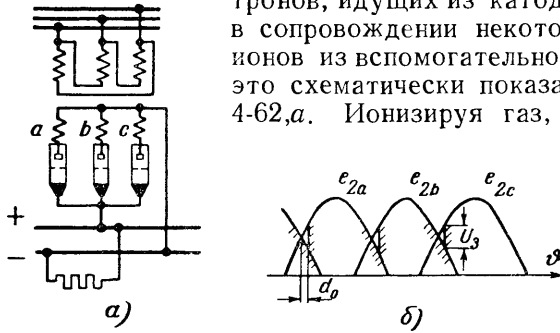 тронов, идущих из катод
в сопровождении некото
ионов из вспомогательно
это схематически показа
4-62,а. Ионизируя газ,
a b c
+
−
а)
e2a e2b e2c
U3
d0
ϑ
б)